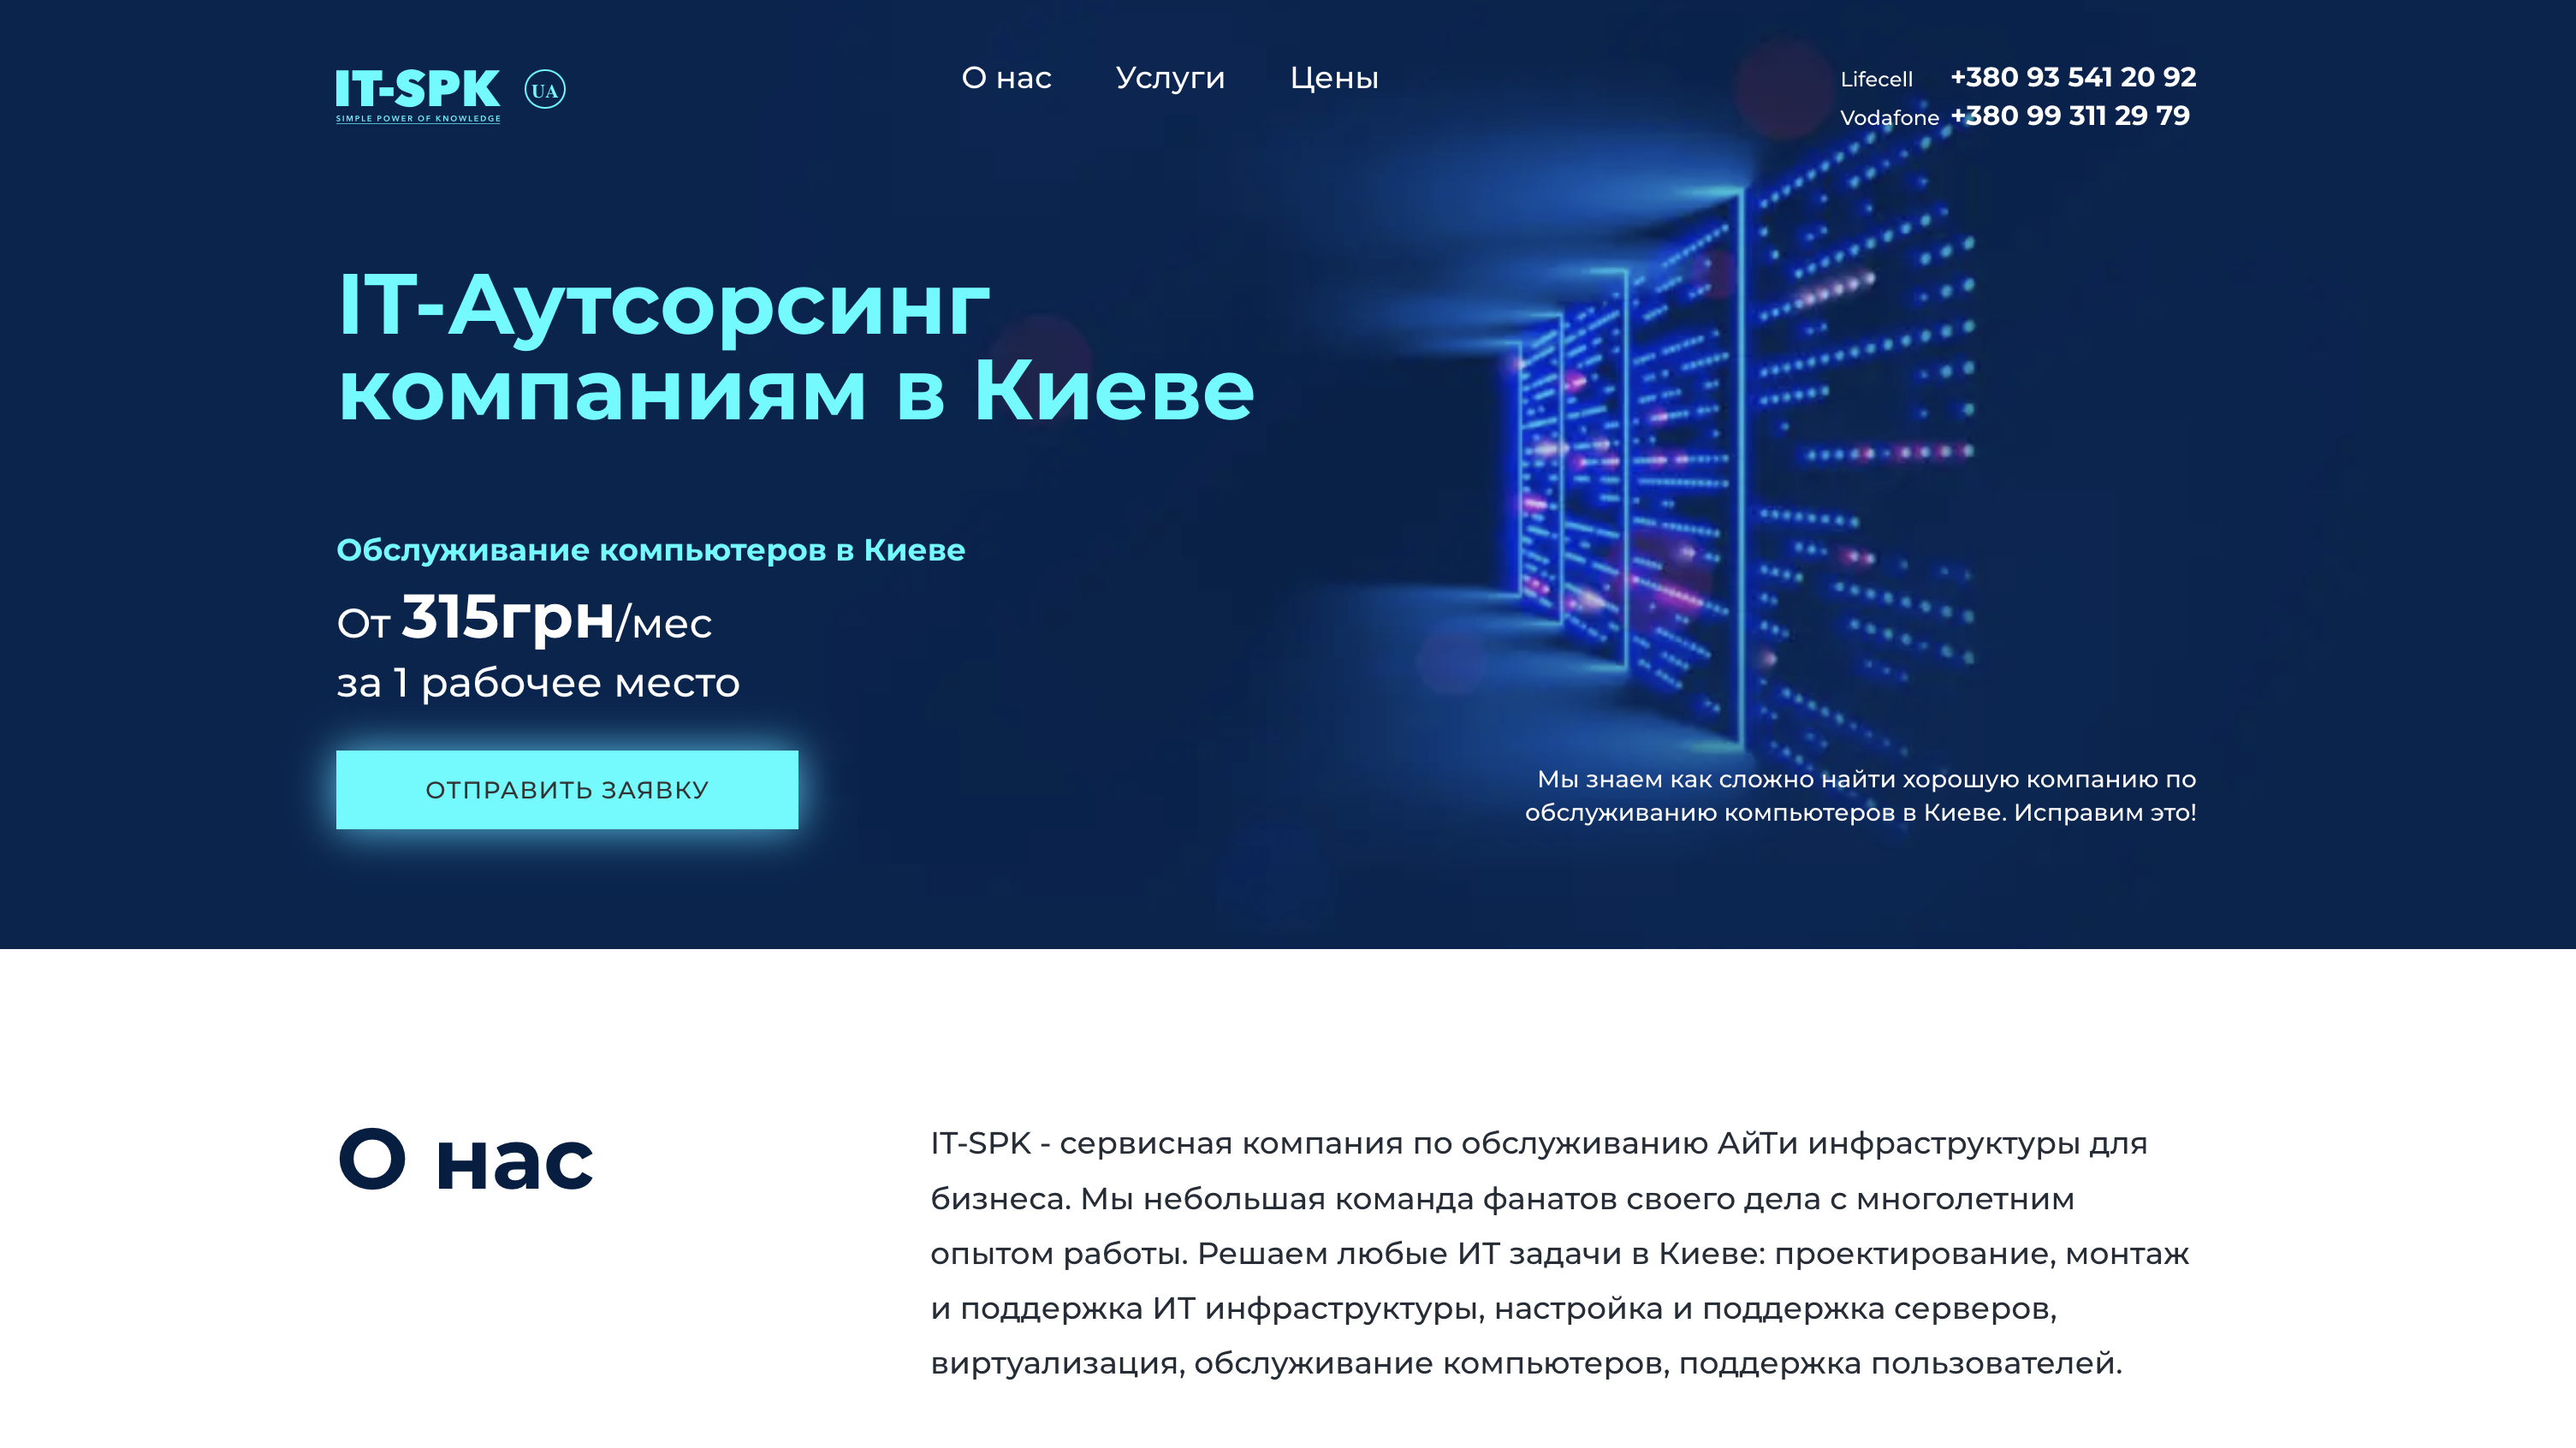 IT-SPK
SIMPLE POWER OF KNOWLEDGE
UA
О нас Услуги Цены
Lifecell +380 93 541 20 92
Vodafone +380 99 311 29 79
IT-Аутсорсинг
компаниям в Киеве
Обслуживание компьютеров в Киеве
От 315грн/мес
за 1 рабочее место
ОТПРАВИТЬ ЗАЯВКУ
Мы знаем как сложно найти хорошую компанию по
обслуживанию компьютеров в Киеве. Исправим это!
О нас
IT-SPK - сервисная компания по обслуживанию АйТи инфраструктуры для
бизнеса. Мы небольшая команда фанатов своего дела с многолетним
опытом работы. Решаем любые ИТ задачи в Киеве: проектирование, монтаж
и поддержка ИТ инфраструктуры, настройка и поддержка серверов,
виртуализация, обслуживание компьютеров, поддержка пользователей.